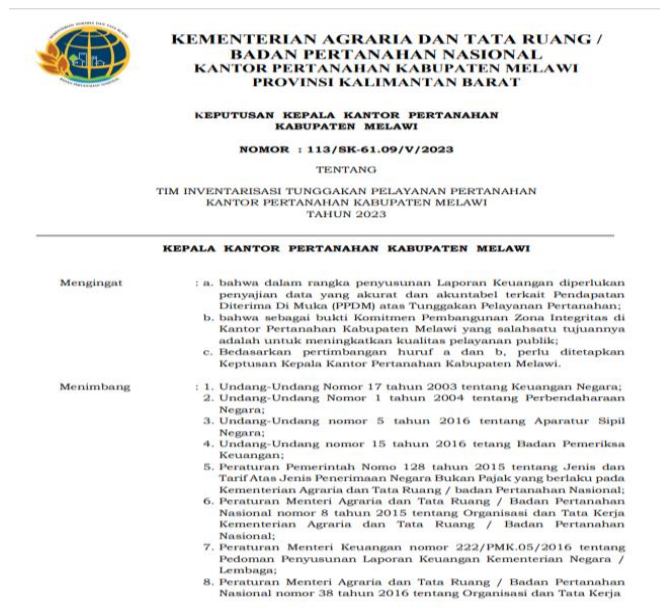 KEMENTERIAN AGRARIA DAN TATA RUANG /
BADAN PERTANAHAN NASIONAL
KANTOR PERTANAHAN KABUPATEN MELAWI
PROVINSI KALIMANTAN BARAT
KEPUTUSAN KEPALA KANTOR PERTANAHAN
KABUPATEN MELAWI
NOMOR : 113/SK-61.09/V/2023
TENTANG
TIM INVENTARISASI TUNGGAKAN PELAYANAN PERTANAHAN
KANTOR PERTANAHAN KABUPATEN MELAWI
TAHUN 2023
KEPALA KANTOR PERTANAHAN KABUPATEN MELAWI
Mengingat : a. bahwa dalam rangka penyusunan Laporan Keuangan diperlukan
penyajian data yang akurat dan akuntabel terkait Pendapatan
Diterima Di Muka (PPDM) atas Tunggakan Pelayanan Pertanahan;
b. bahwa sebagai bukti Komitmen Pembangunan Zona Integritas di
Kantor Pertanahan Kabupaten Melawi yang salahsatu tujuannya
adalah untuk meningkatkan kualitas pelayanan publik;
c. Bedasarkan pertimbangan huruf a dan b, perlu ditetapkan
Keptusan Kepala Kantor Pertanahan Kabupaten Melawi.
Menimbang : 1. Undang-Undang Nomor 17 tahun 2003 tentang Keuangan Negara;
2. Undang-Undang Nomor 1 tahun 2004 tentang Perbendaharaan
Negara;
3. Undang-Undang nomor 5 tahun 2016 tentang Aparatur Sipil
Negara;
4. Undang-Undang nomor 15 tahun 2016 tetang Badan Pemeriksa
Keuangan;
5. Peraturan Pemerintah Nomo 128 tahun 2015 tentang Jenis dan
Tarif Atas Jenis Penerimaan Negara Bukan Pajak yang berlaku pada
Kementerian Agraria dan Tata Ruang / badan Pertanahan Nasional;
6. Peraturan Menteri Agraria dan Tata Ruang / Badan Pertanahan
Nasional nomor 8 tahun 2015 tentang Organisasi dan Tata Kerja
Kementerian Agraria dan Tata Ruang / Badan Pertanahan
Nasional;
7. Peraturan Menteri Keuangan nomor 222/PMK.05/2016 tentang
Pedoman Penyusunan Laporan Keuangan Kementerian Negara /
Lembaga;
8. Peraturan Menteri Agraria dan Tata Ruang / Badan Pertanahan
Nasional nomor 38 tahun 2016 tentang Organisasi dan Tata Kerja